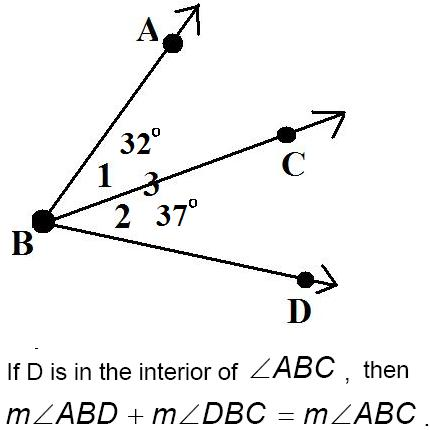 A
32°
1
3
C
B
2 37°
D
If D is in the interior of ∠ABC , then
m∠ABD + m∠DBC = m∠ABC .